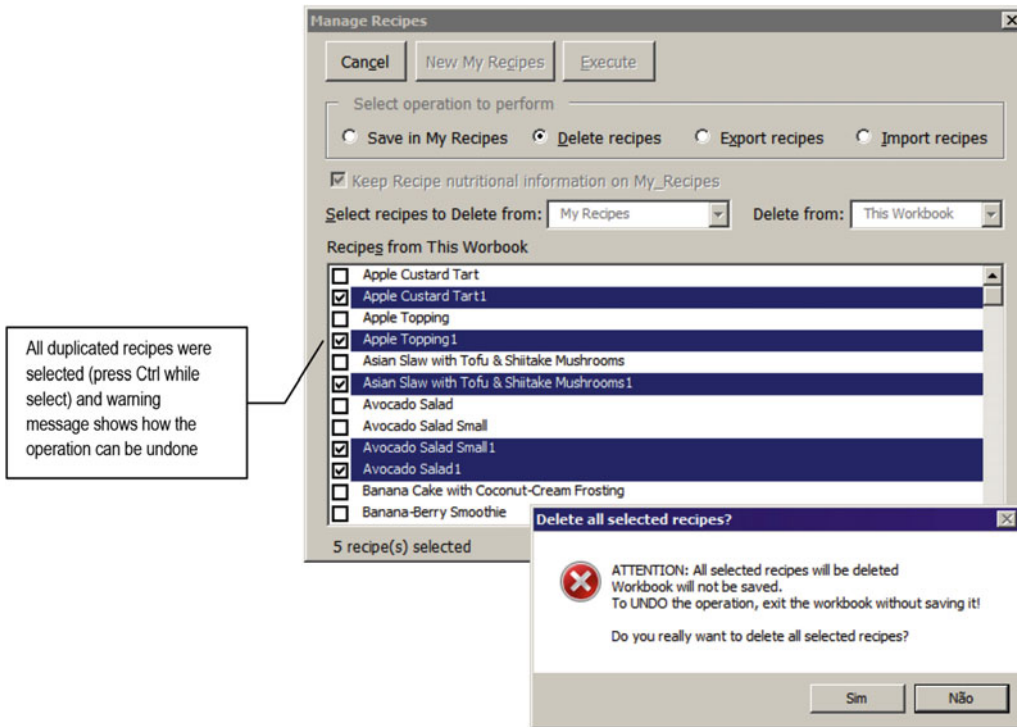 Manage Recipes
Cancel New My Recipes Execute
Select operation to perform
Save in My Recipes Delete recipes Export recipes Import recipes
Keep Recipe nutritional information on My_Recipes
Select recipes to Delete from: My Recipes Delete from: This Workbook
Recipes from This Worbook
Apple Custard Tart
Apple Custard Tart1
Apple Topping
Apple Topping1
Asian Slaw with Tofu & Shiitake Mushrooms
Asian Slaw with Tofu & Shiitake Mushrooms1
Avocado Salad
Avocado Salad Small
Avocado Salad Small1
Avocado Salad1
Banana Cake with Coconut-Cream Frosting
Banana-Berry Smoothie
5 recipe(s) selected
All duplicated recipes were
selected (press Ctrl while
select) and warning
message shows how the
operation can be undone
Delete all selected recipes?
ATTENTION: All selected recipes will be deleted
Workbook will not be saved.
To UNDO the operation, exit the workbook without saving it!
Do you really want to delete all selected recipes?
Sim Não